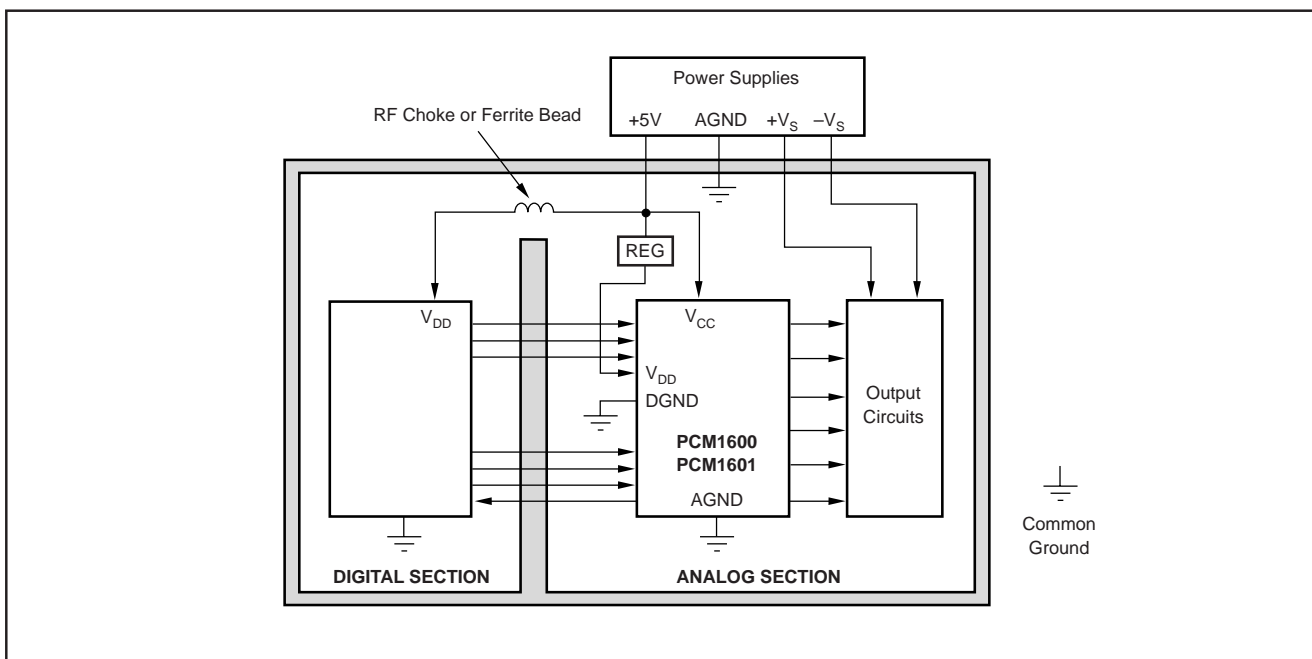 Power Supplies
RF Choke or Ferrite Bead
+5V AGND +VS –VS
REG
VDD
VCC
VDD
DGND
Output
Circuits
PCM1600
PCM1601
AGND
Common
Ground
DIGITAL SECTION
ANALOG SECTION